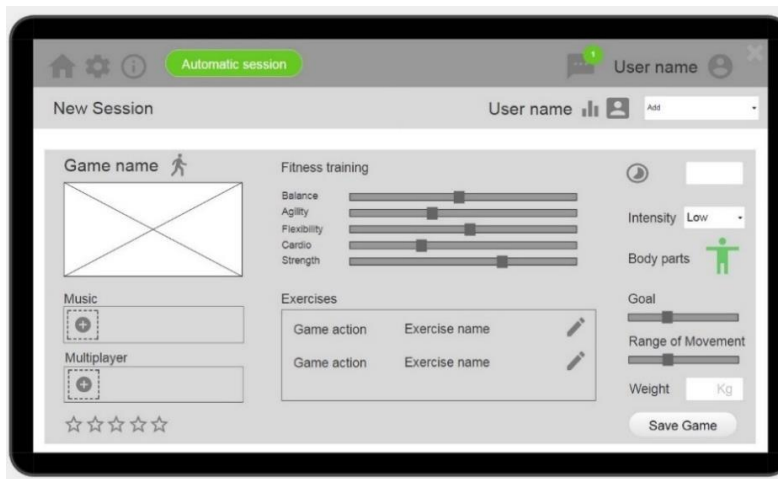 Automatic session
1
User name
New Session
User name
Add
Game name
Fitness training
Balance
Agility
Flexibility
Cardio
Strength
Intensity Low
Body parts
Music
Exercises
Game action Exercise name
Game action Exercise name
Multiplayer
Goal
Range of Movement
Weight Kg
Save Game